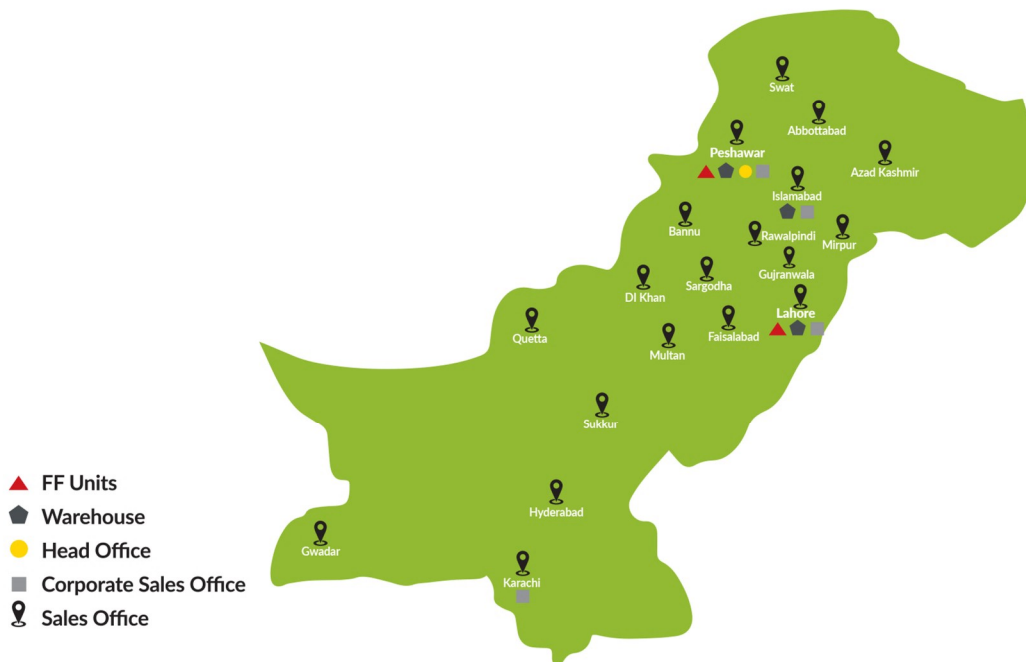 Swat
Abbottabad
Peshawar
Azad Kashmir
Islamabad
Bannu
Rawalpindi
Mirpur
Gujranwala
Sargodha
DI Khan
Lahore
Faisalabad
Quetta
Multan
Sukkur
FF Units
Warehouse
Hyderabad
Head Office
Gwadar
Karachi
Corporate Sales Office
Sales Office